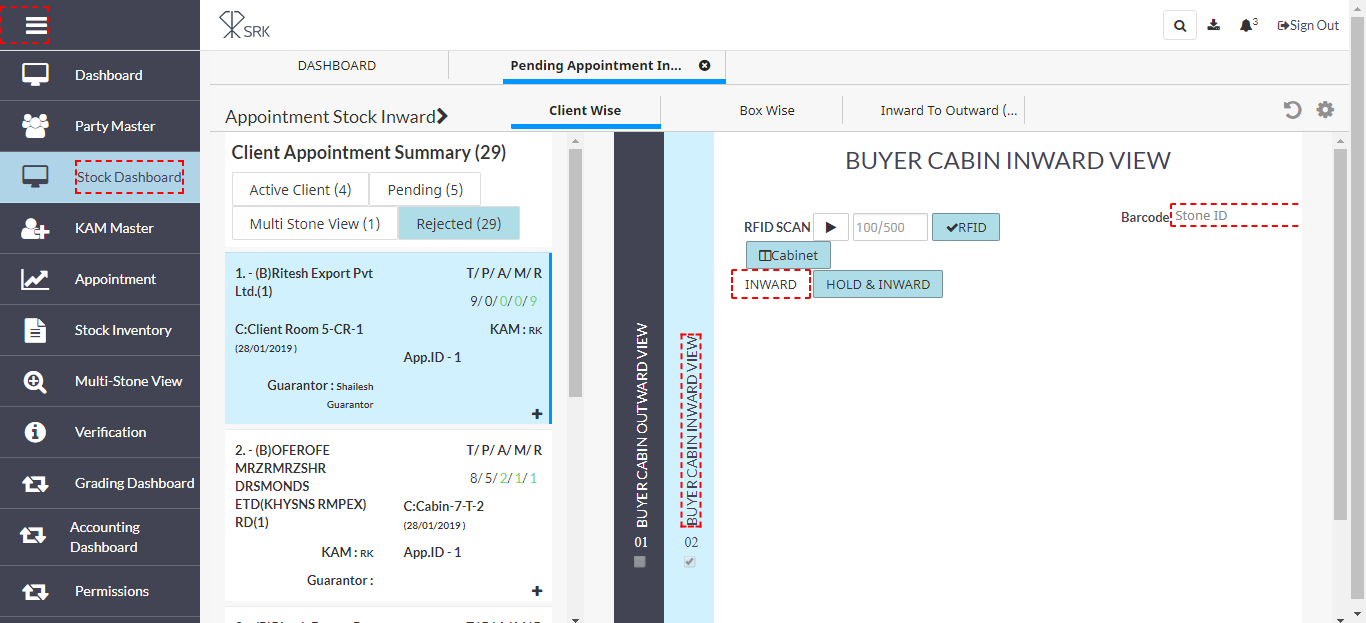 SRK
3
Sign Out
Dashboard
Party Master
Stock Dashboard
KAM Master
Appointment
Stock Inventory
Multi-Stone View
Verification
Grading Dashboard
Accounting
Dashboard
Permissions
DASHBOARD
Pending Appointment In...
Appointment Stock Inward
Client Wise
Box Wise
Inward To Outward (...
Client Appointment Summary (29)
Active Client (4)
Pending (5)
Multi Stone View (1)
Rejected (29)
1. - (B)Ritesh Export Pvt
Ltd.(1)
T/ P/ A/ M/ R
9/ 0/ 0/ 0/ 9
C:Client Room 5-CR-1
(28/01/2019 )
KAM : RK
App.ID - 1
Guarantor : Shailesh
Guarantor
2. - (B)OFEROFE
MRZRMRZSHR
DRSMONDS
ETD(KHYSNS RMPEX)
RD(1)
T/ P/ A/ M/ R
8/ 5/ 2/ 1/ 1
C:Cabin-7-T-2
(28/01/2019 )
KAM : RK
App.ID - 1
Guarantor :
BUYER CABIN OUTWARD VIEW
01
BUYER CABIN INWARD VIEW
02
BUYER CABIN INWARD VIEW
Barcode
Stone ID
RFID SCAN
100/500
RFID
Cabinet
INWARD
HOLD & INWARD